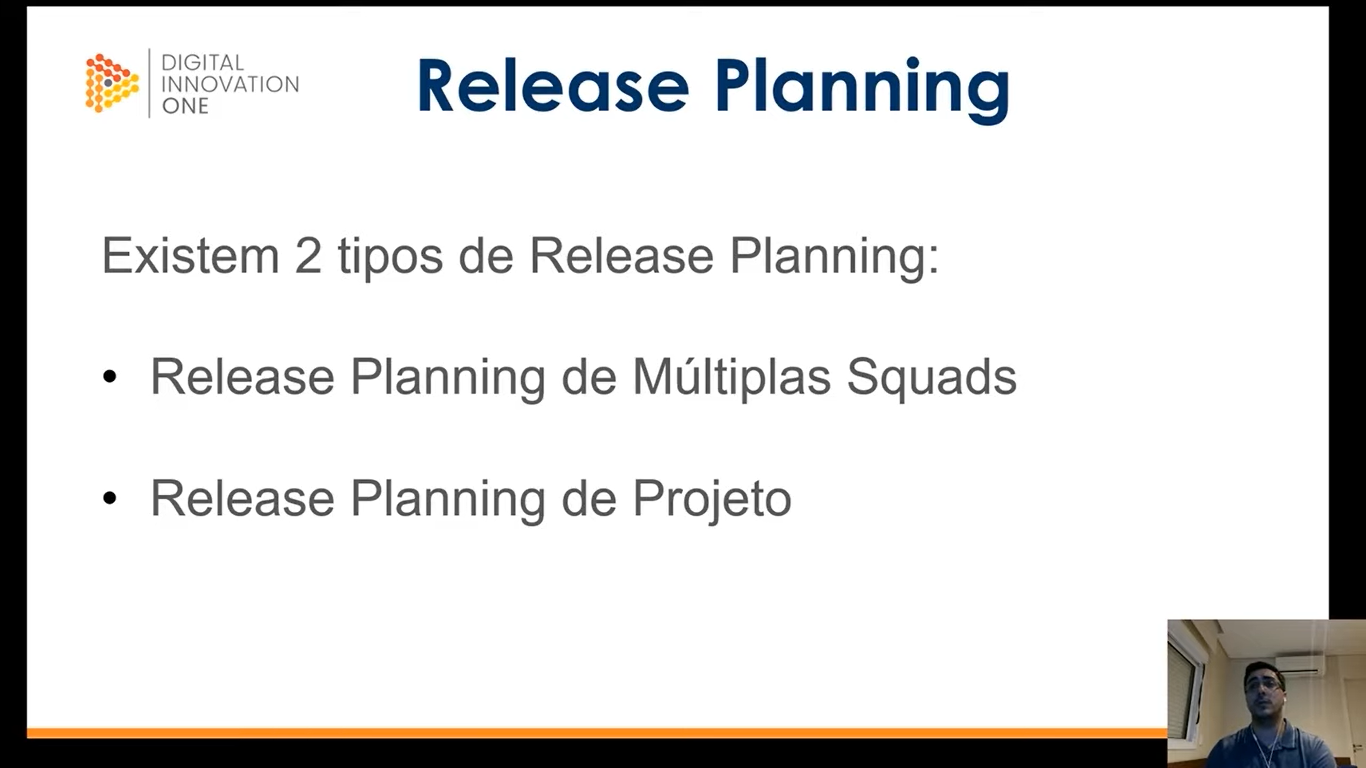 DIGITAL
INNOVATION
ONE
Release Planning
Existem 2 tipos de Release Planning:
• Release Planning de Múltiplas Squads
• Release Planning de Projeto